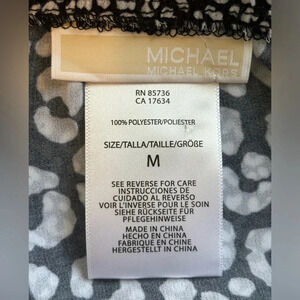 MICHAEL
MICHAEL KORS
RN 85736
CA 17634
100% POLYESTER/POLIÉSTER
SIZE/TALLA/TAILLE/GRÖßE
M
SEE REVERSE FOR CARE
INSTRUCCIONES DE
CUIDADO AL REVERSO
VOIR L'INVERSE POUR LE SOIN
SIEHE RÜCKSEITE FÜR
PFLEGEHINWEISE
MADE IN CHINA
HECHO EN CHINA
FABRIQUE EN CHINE
HERGESTELLT IN CHINA